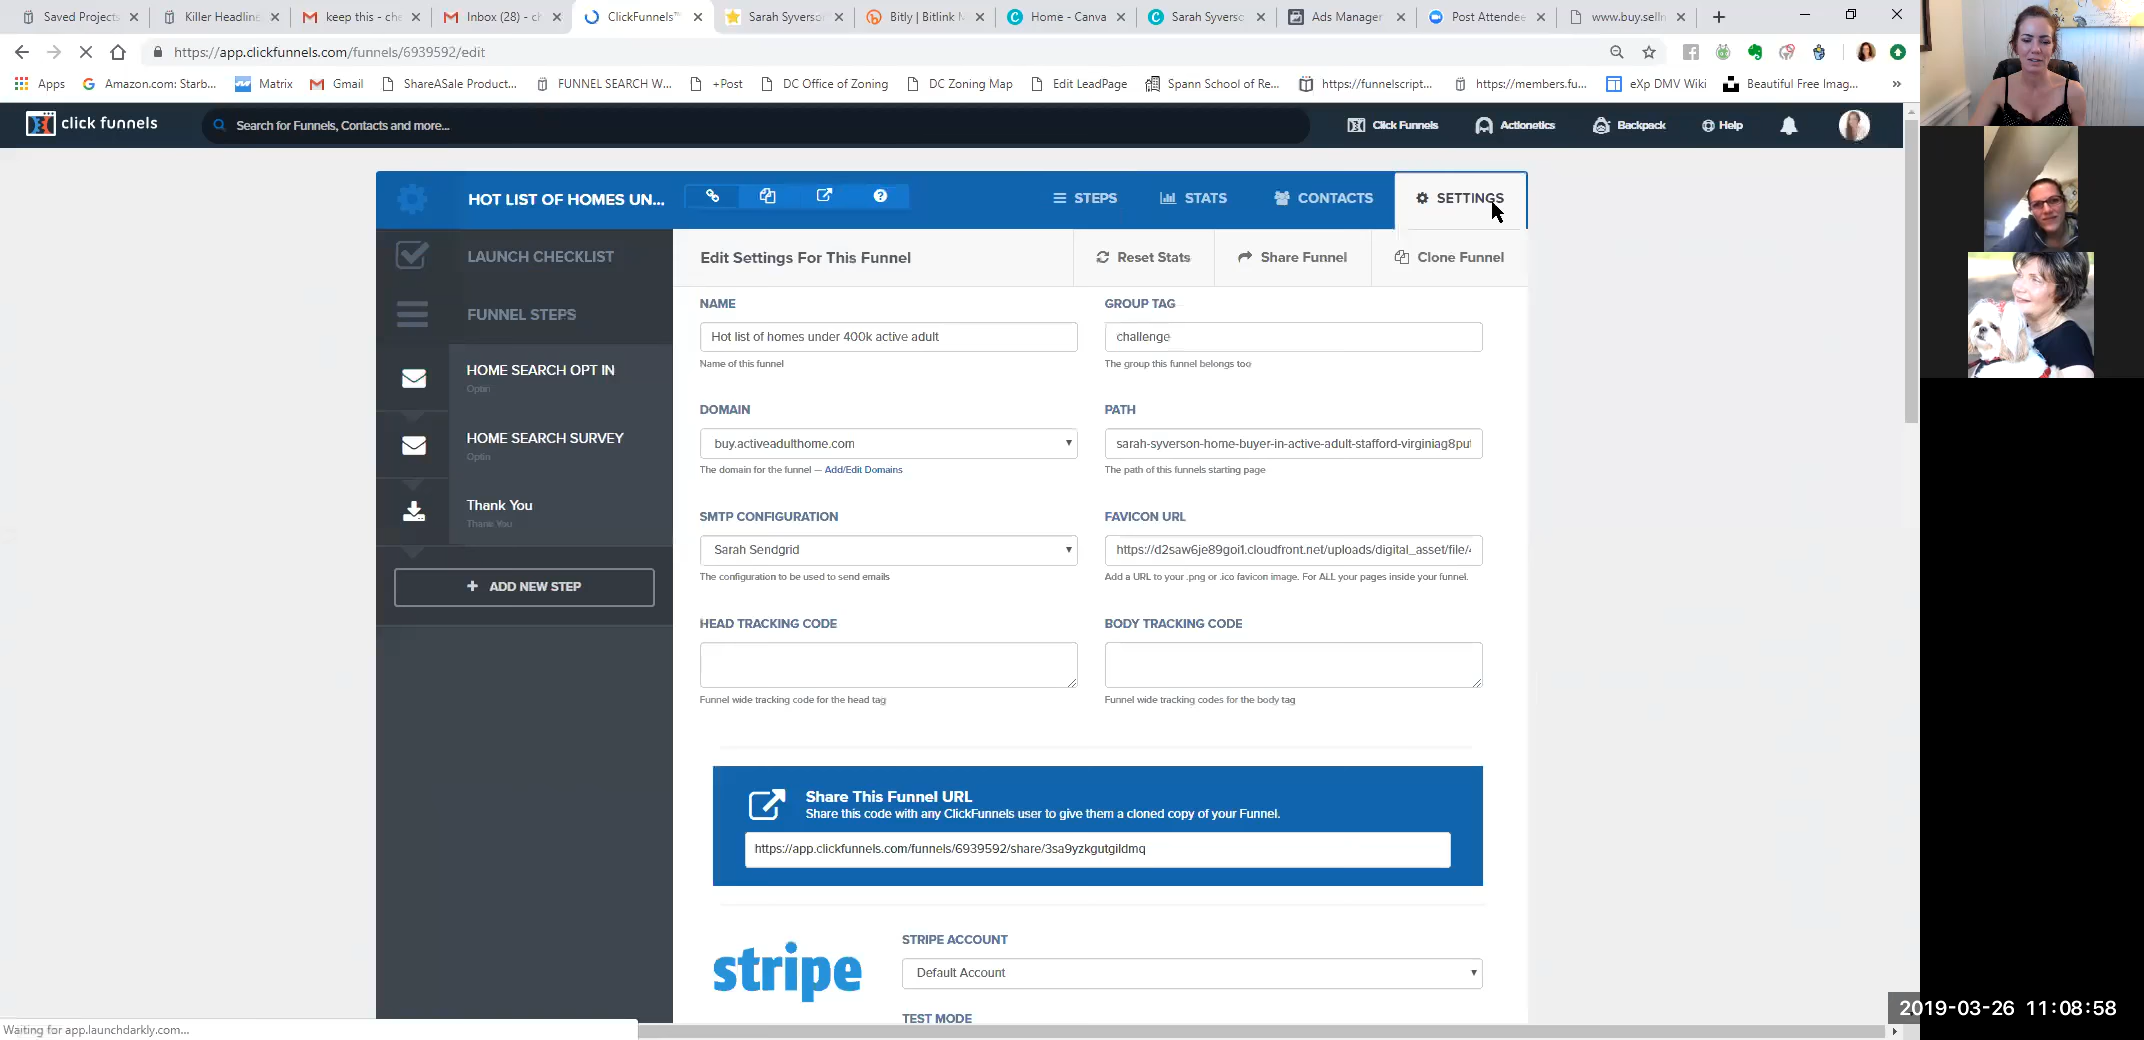 Saved Projects
Killer Headline
keep this - che
Inbox (28) - ch
ClickFunnels™
Sarah Syverson
Bitly | Bitlink M
Home - Canva
Sarah Syverso
Ads Manager
Post Attendee
www.buy.selln
https://app.clickfunnels.com/funnels/6939592/edit
Apps
Amazon.com: Starb...
Matrix
Gmail
ShareASale Product...
FUNNEL SEARCH W...
+Post
DC Office of Zoning
DC Zoning Map
Edit LeadPage
Spann School of Re...
https://funnelscript...
https://members.fu...
eXp DMV Wiki
Beautiful Free Imag...
»
click funnels
Search for Funnels, Contacts and more...
Click Funnels
Actionetics
Backpack
Help
HOT LIST OF HOMES UN...
STEPS
STATS
CONTACTS
SETTINGS
LAUNCH CHECKLIST
FUNNEL STEPS
HOME SEARCH OPT IN
Optin
HOME SEARCH SURVEY
Optin
Thank You
Thank You
+ ADD NEW STEP
Edit Settings For This Funnel
Reset Stats
Share Funnel
Clone Funnel
NAME
GROUP TAG
Hot list of homes under 400k active adult
challenge
Name of this funnel
The group this funnel belongs too
DOMAIN
PATH
buy.activeadulthome.com
sarah-syverson-home-buyer-in-active-adult-stafford-virginiag8put
The domain for the funnel — Add/Edit Domains
The path of this funnels starting page
SMTP CONFIGURATION
FAVICON URL
Sarah Sendgrid
https://d2saw6je89goi1.cloudfront.net/uploads/digital_asset/file/4
The configuration to be used to send emails
Add a URL to your .png or .ico favicon image. For ALL your pages inside your funnel.
HEAD TRACKING CODE
BODY TRACKING CODE
Funnel wide tracking code for the head tag
Funnel wide tracking codes for the body tag
Share This Funnel URL
Share this code with any ClickFunnels user to give them a cloned copy of your Funnel.
https://app.clickfunnels.com/funnels/6939592/share/3sa9yzkgutgildmq
stripe
STRIPE ACCOUNT
Default Account
TEST MODE
Waiting for app.launchdarkly.com...
2019-03-26 11:08:58